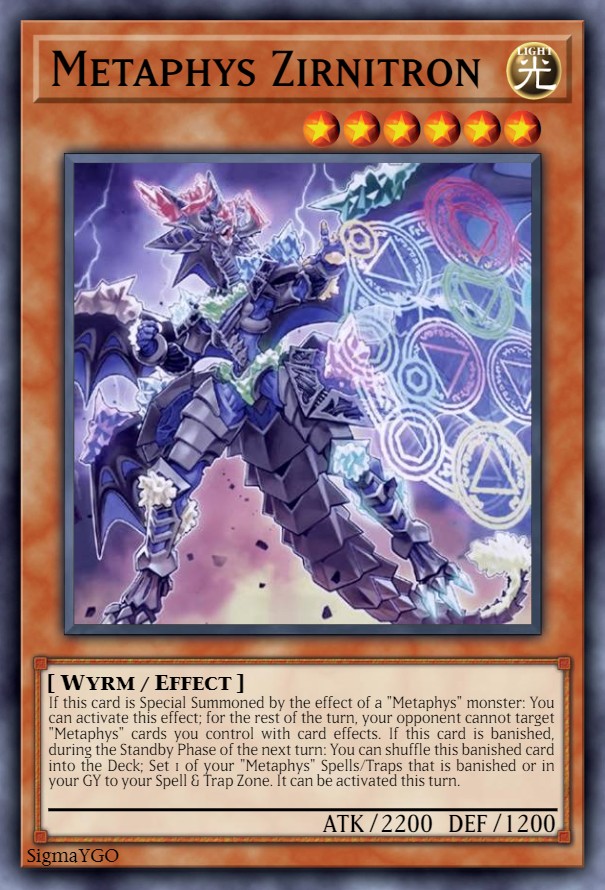 METAPHYS ZIRNITRON
LIGHT
光
[ WYRM / EFFECT ]
If this card is Special Summoned by the effect of a "Metaphys" monster: You
can activate this effect; for the rest of the turn, your opponent cannot target
"Metaphys" cards you control with card effects. If this card is banished,
during the Standby Phase of the next turn: You can shuffle this banished card
into the Deck; Set 1 of your "Metaphys" Spells/Traps that is banished or in
your GY to your Spell & Trap Zone. It can be activated this turn.
ATK/2200 DEF/1200
SigmaYGO